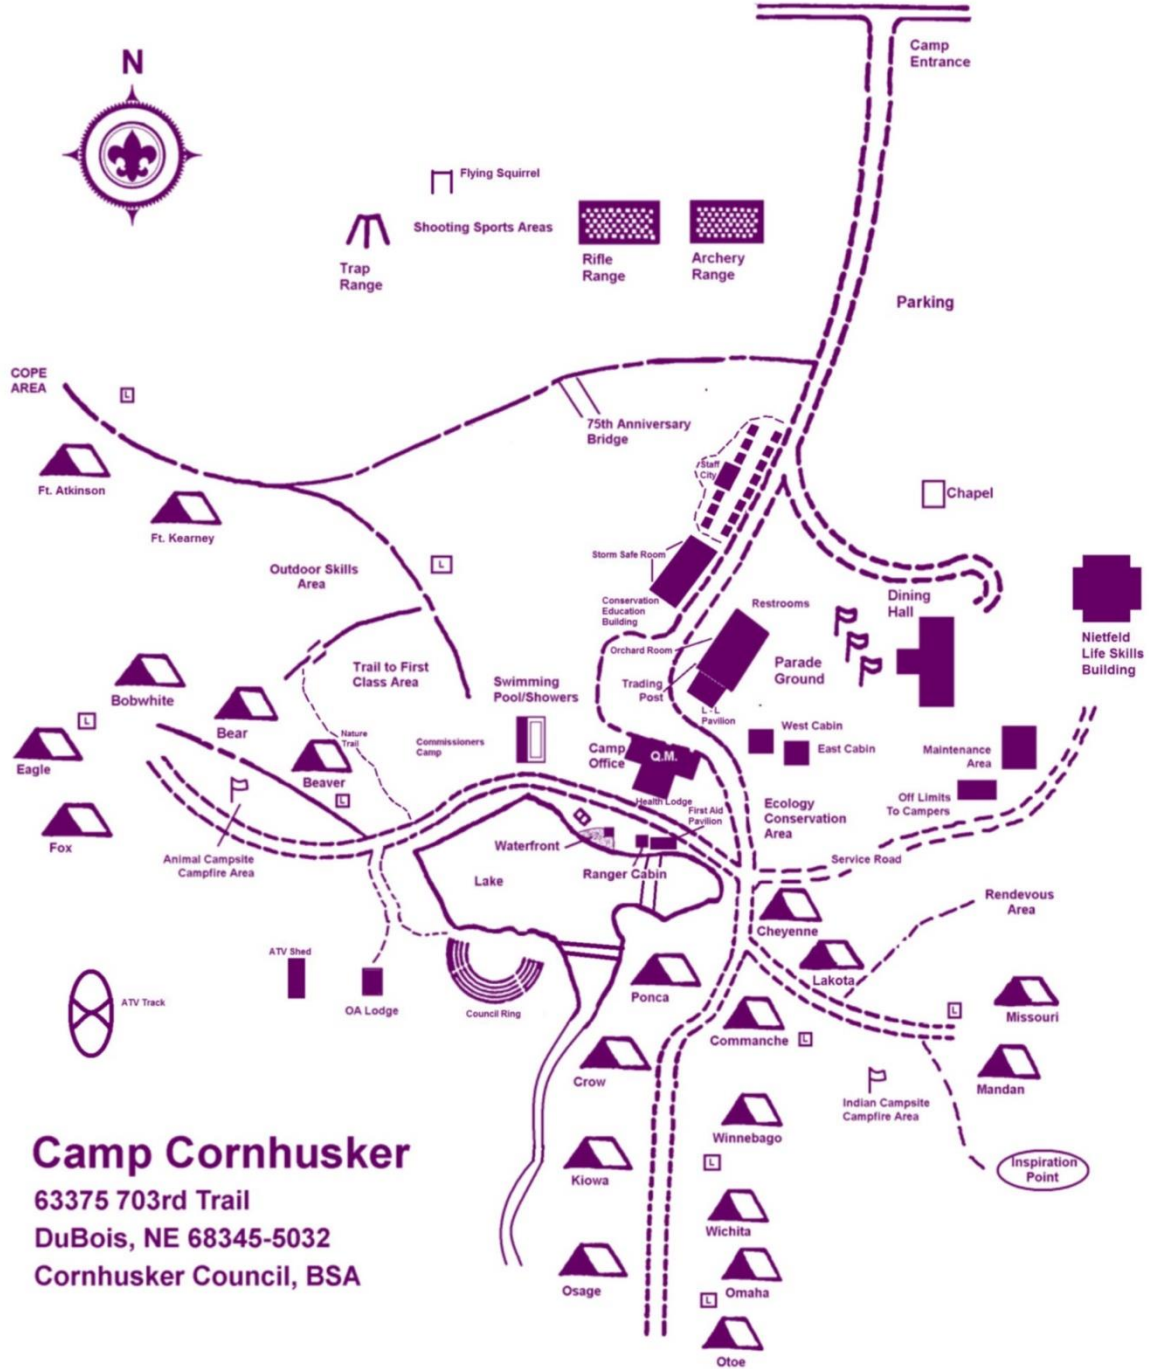 Camp
Entrance
N
Flying Squirrel
Shooting Sports Areas
Trap
Range
Rifle
Range
Archery
Range
Parking
COPE
AREA
L
75th Anniversary
Bridge
Ft. Atkinson
Staff
City
Chapel
Ft. Kearney
Storm Safe Room
Outdoor Skills
Area
L
Conservation
Education
Building
Restrooms
Dining
Hall
Orchard Room
Nietfeld
Life Skills
Building
Trail to First
Class Area
Parade
Ground
Trading
Post
Swimming
Pool/Showers
Bobwhite
L - L
Pavilion
L
Bear
Nature
Trail
Commissioners
Camp
West Cabin
Camp
Office
Q.M.
East Cabin
Maintenance
Area
Eagle
Beaver
L
Health Lodge
First Aid
Pavilion
Ecology
Conservation
Area
Off Limits
To Campers
Fox
Animal Campsite
Campfire Area
Waterfront
Ranger Cabin
Service Road
Lake
Rendevous
Area
Cheyenne
ATV Shed
Lakota
Ponca
ATV Track
OA Lodge
Council Ring
L
Missouri
Commanche
L
Crow
Mandan
Indian Campsite
Campfire Area
Winnebago
Camp Cornhusker
L
Inspiration
Point
Kiowa
63375 703rd Trail
DuBois, NE 68345-5032
Cornhusker Council, BSA
Wichita
Osage
Omaha
L
Otoe